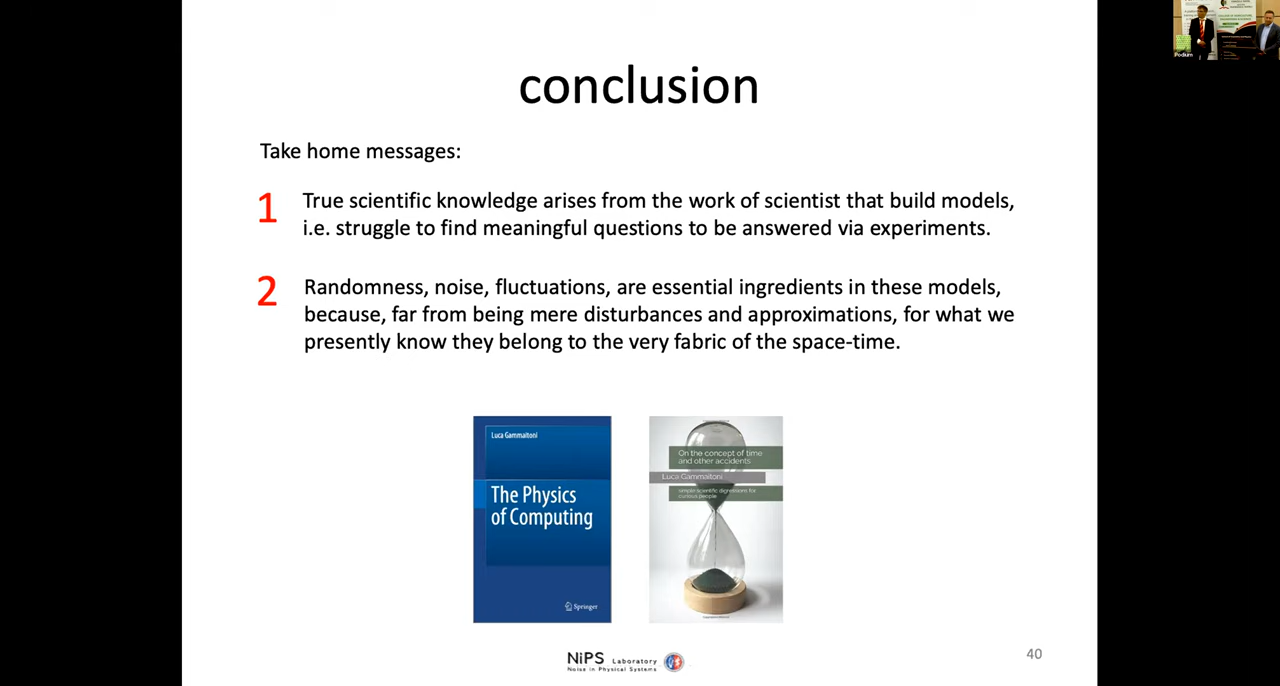 conclusion
Take home messages:
1 True scientific knowledge arises from the work of scientist that build models,
i.e. struggle to find meaningful questions to be answered via experiments.
2 Randomness, noise, fluctuations, are essential ingredients in these models,
because, far from being mere disturbances and approximations, for what we
presently know they belong to the very fabric of the space-time.
Luca Gammaitoni
The Physics
of Computing
Springer
On the concept of time
and other accidents
Luca Gammaitoni
simple scientific digressions for
curious people
NiPS Laboratory
Noise in Physical Systems
40
Podium